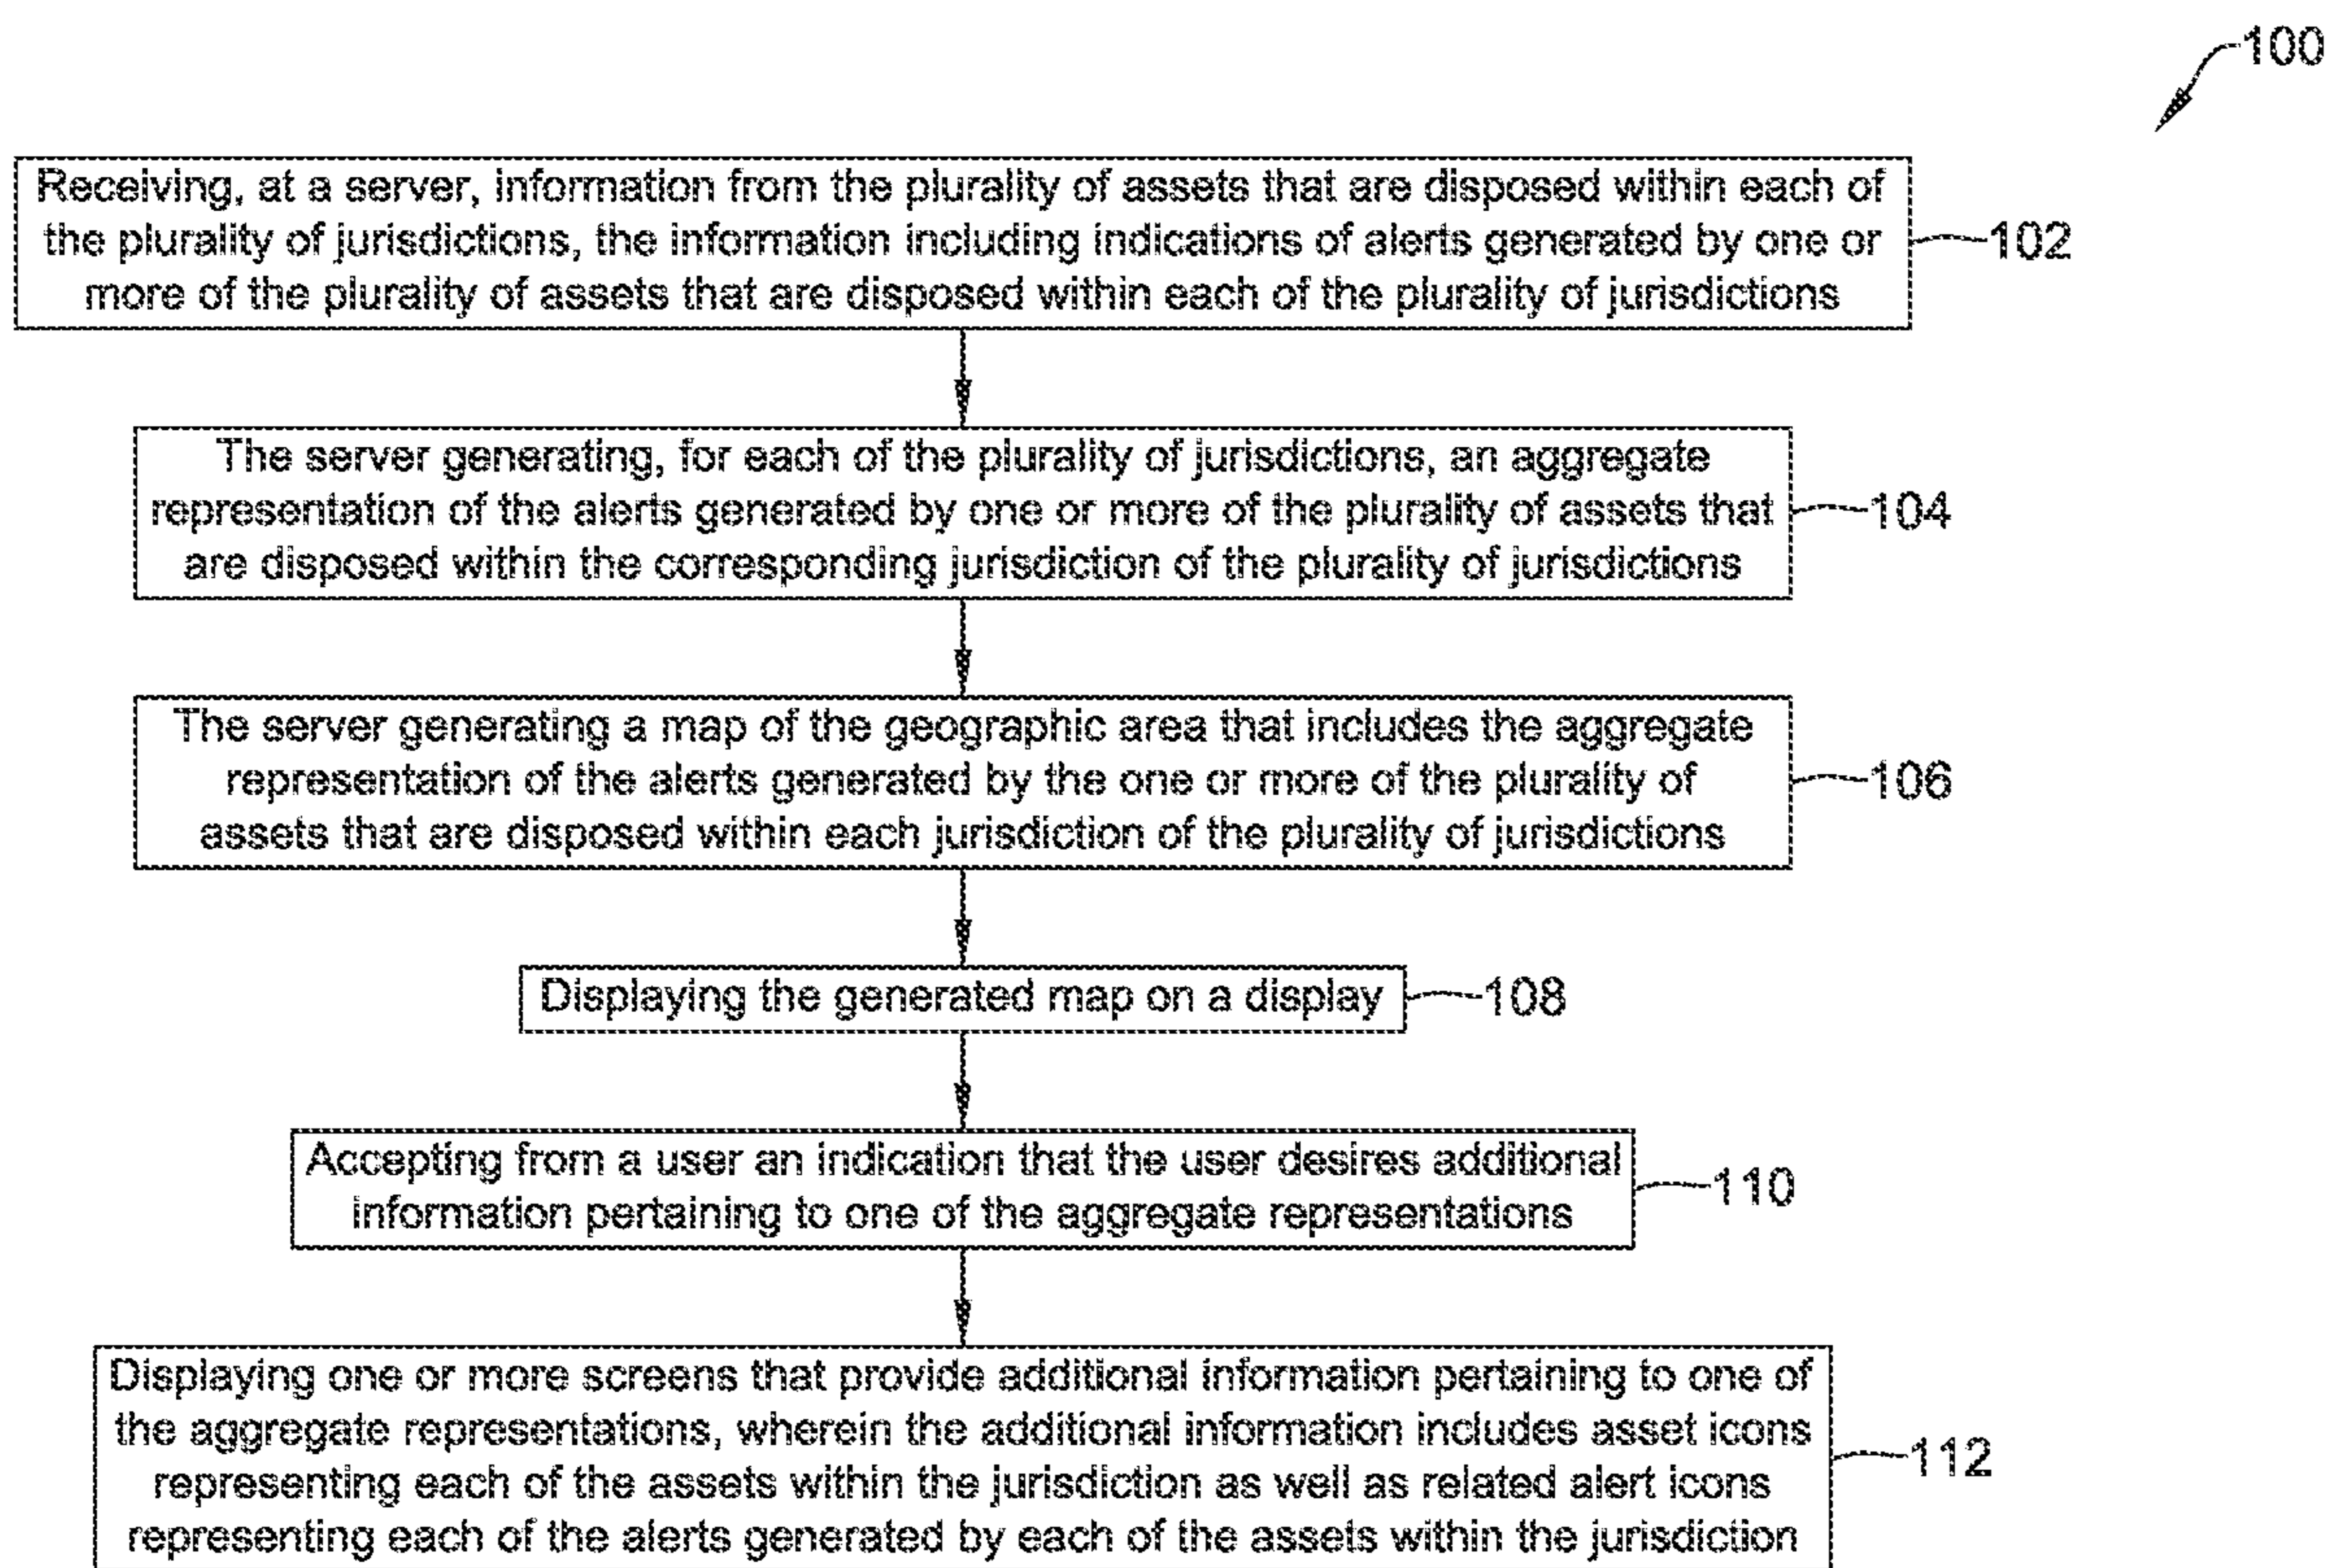 100
Receiving, at a server, information from the plurality of assets that are disposed within each of
the plurality of jurisdictions, the information including indications of alerts generated by one or
more of the plurality of assets that are disposed within each of the plurality of jurisdictions
102
The server generating, for each of the plurality of jurisdictions, an aggregate
representation of the alerts generated by one or more of the plurality of assets that
are disposed within the corresponding jurisdiction of the plurality of jurisdictions
104
The server generating a map of the geographic area that includes the aggregate
representation of the alerts generated by the one or more of the plurality of
assets that are disposed within each jurisdiction of the plurality of jurisdictions
106
Displaying the generated map on a display
108
Accepting from a user an indication that the user desires additional
information pertaining to one of the aggregate representations
110
Displaying one or more screens that provide additional information pertaining to one of
the aggregate representations, wherein the additional information includes asset icons
representing each of the assets within the jurisdiction as well as related alert icons
representing each of the alerts generated by each of the assets within the jurisdiction
112